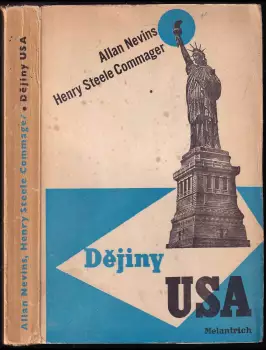 Allan Nevins, Henry Steele Commager • Dějiny USA
Allan Nevins
Henry Steele Commager
Dějiny
USA
Melantrich